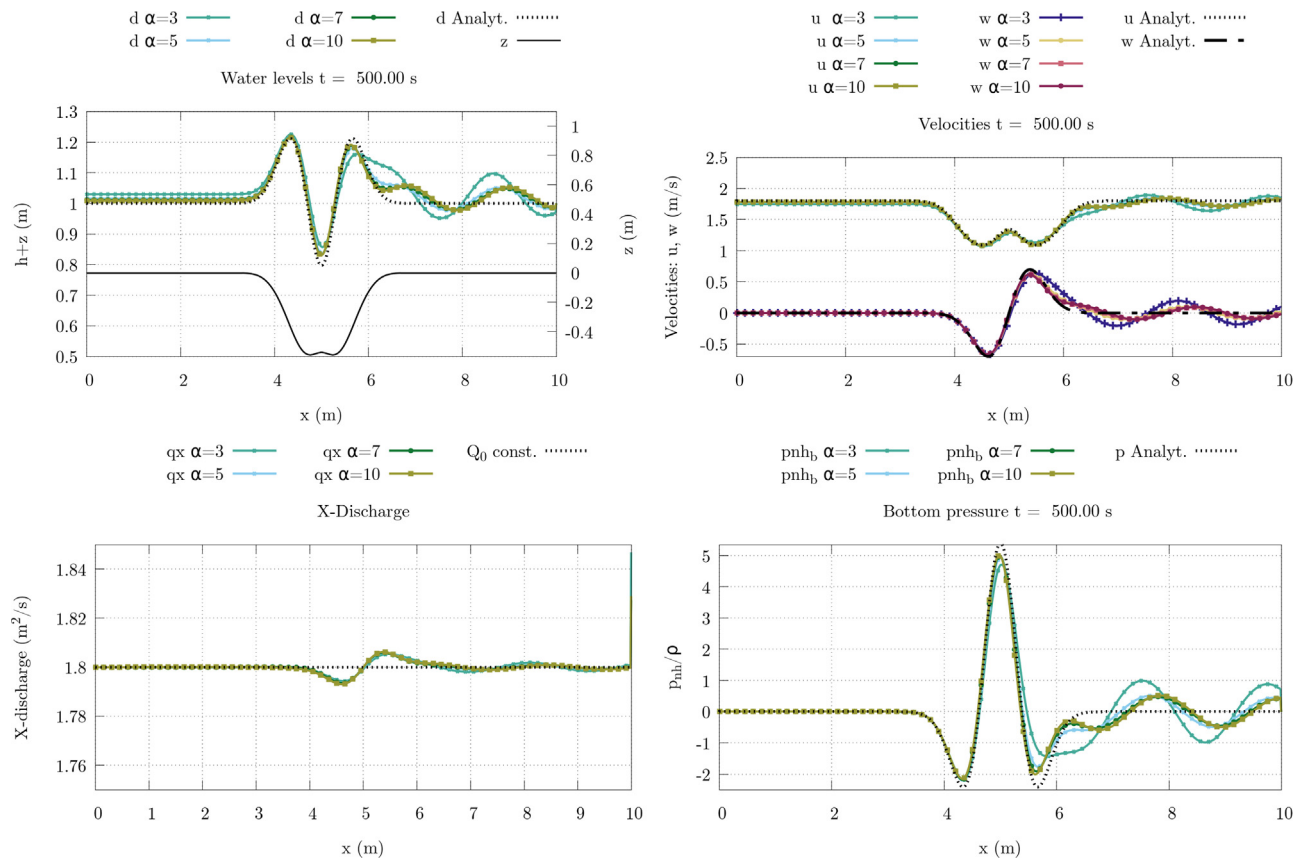 d α=3 d α=7 d Analyt.
d α=5 d α=10 z
Water levels t = 500.00 s
1.3
1.2
1.1
1
0.9
0.8
0.7
0.6
0.5
h+z (m)
1
0.8
0.6
0.4
0.2
0
-0.2
-0.4
z (m)
0 2 4 6 8 10
x (m)
u α=3 w α=3 u Analyt.
u α=5 w α=5 w Analyt.
u α=7 w α=7
u α=10 w α=10
Velocities t = 500.00 s
2.5
2
1.5
1
0.5
0
-0.5
Velocities: u, w (m/s)
0 2 4 6 8 10
x (m)
qx α=3 qx α=7 Q₀ const.
qx α=5 qx α=10
X-Discharge
1.84
1.82
1.8
1.78
1.76
X-discharge (m²/s)
0 1 1 2 3 4 5 6 7 8 9 10
x (m)
pnh_b α=3 pnh_b α=7 p Analyt.
pnh_b α=5 pnh_b α=10
Bottom pressure t = 500.00 s
5
4
3
2
1
0
-1
-2
p_nh/ρ
0 2 4 6 8 10
x (m)